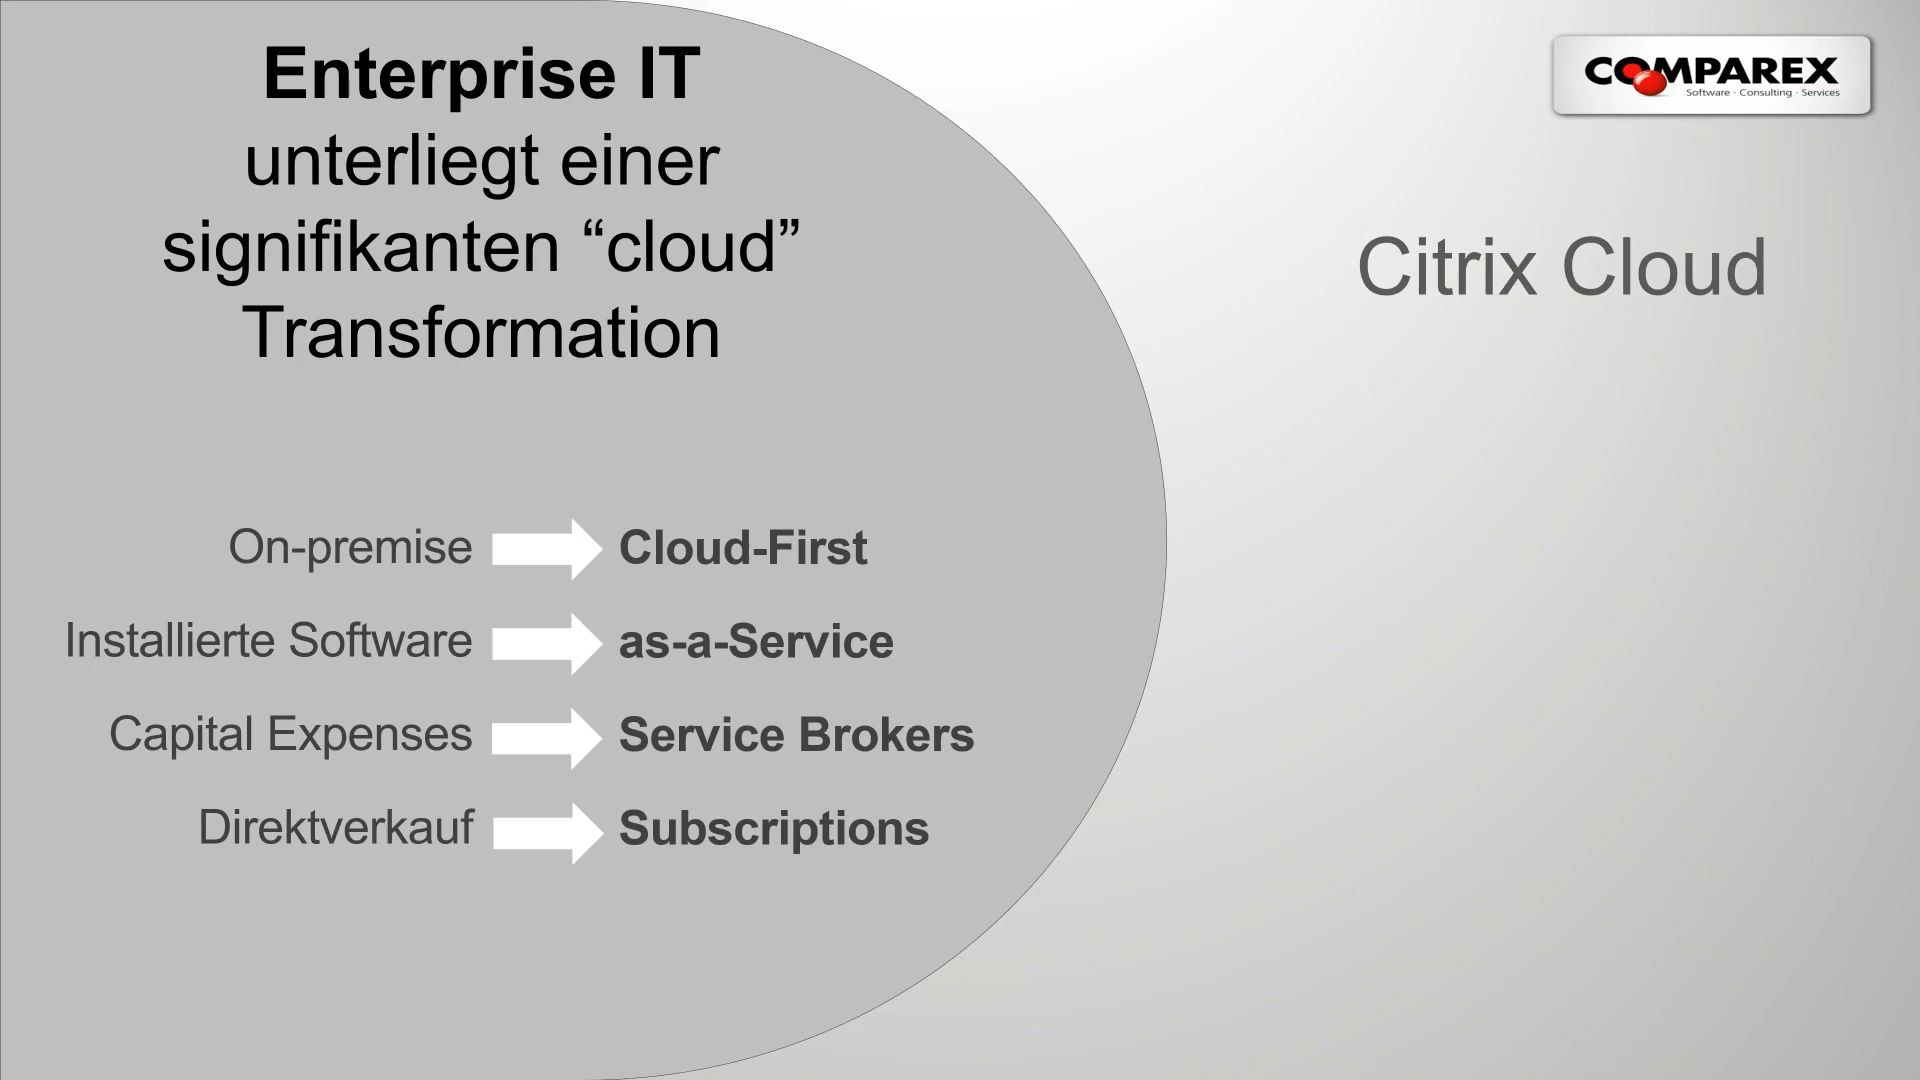 Enterprise IT
unterliegt einer
signifikanten “cloud”
Transformation
On-premise Cloud-First
Installierte Software as-a-Service
Capital Expenses Service Brokers
Direktverkauf Subscriptions
COMPAREX
Software · Consulting · Services
Citrix Cloud